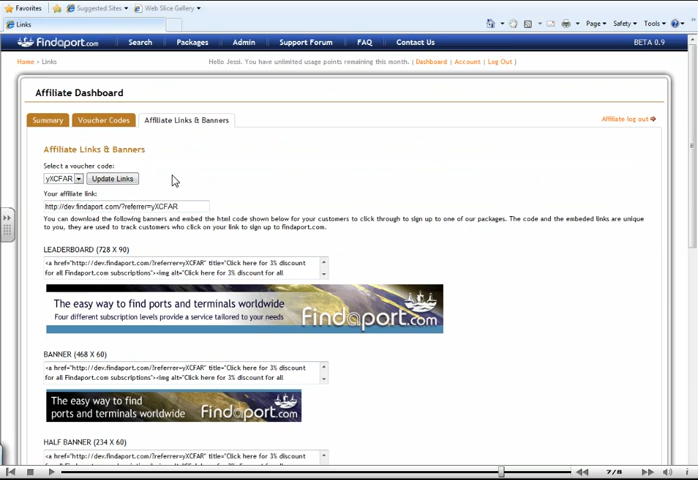 Favorites Suggested Sites Web Slice Gallery
Links Page Safety Tools
Findaport.com Search Packages Admin Support Forum FAQ Contact Us BETA 0.9
Home > Links Hello Jessi. You have unlimited usage points remaining this month. ( Dashboard | Account | Log Out )
Affiliate Dashboard
Summary Voucher Codes Affiliate Links & Banners Affiliate log out
Affiliate Links & Banners
Select a voucher code:
yXCFAR Update Links
Your affiliate link:
http://dev.findaport.com/?referrer=yXCFAR
You can download the following banners and embed the html code shown below for your customers to click through to sign up to one of our packages. The code and the embeded links are unique
to you, they are used to track customers who click on your link to sign up to findaport.com.
LEADERBOARD (728 X 90)
<a href="http://dev.findaport.com/?referrer=yXCFAR" title="Click here for 3% discount
for all Findaport.com subscriptions"><img alt="Click here for 3% discount for all
The easy way to find ports and terminals worldwide
Four different subscription levels provide a service tailored to your needs
Findaport.com
BANNER (468 X 60)
<a href="http://dev.findaport.com/?referrer=yXCFAR" title="Click here for 3% discount
for all Findaport.com subscriptions"><img alt="Click here for 3% discount for all
The easy way to find
ports and terminals worldwide
Findaport.com
HALF BANNER (234 X 60)
<a href="http://dev.findaport.com/?referrer=yXCFAR" title="Click here for 3% discount
7/8